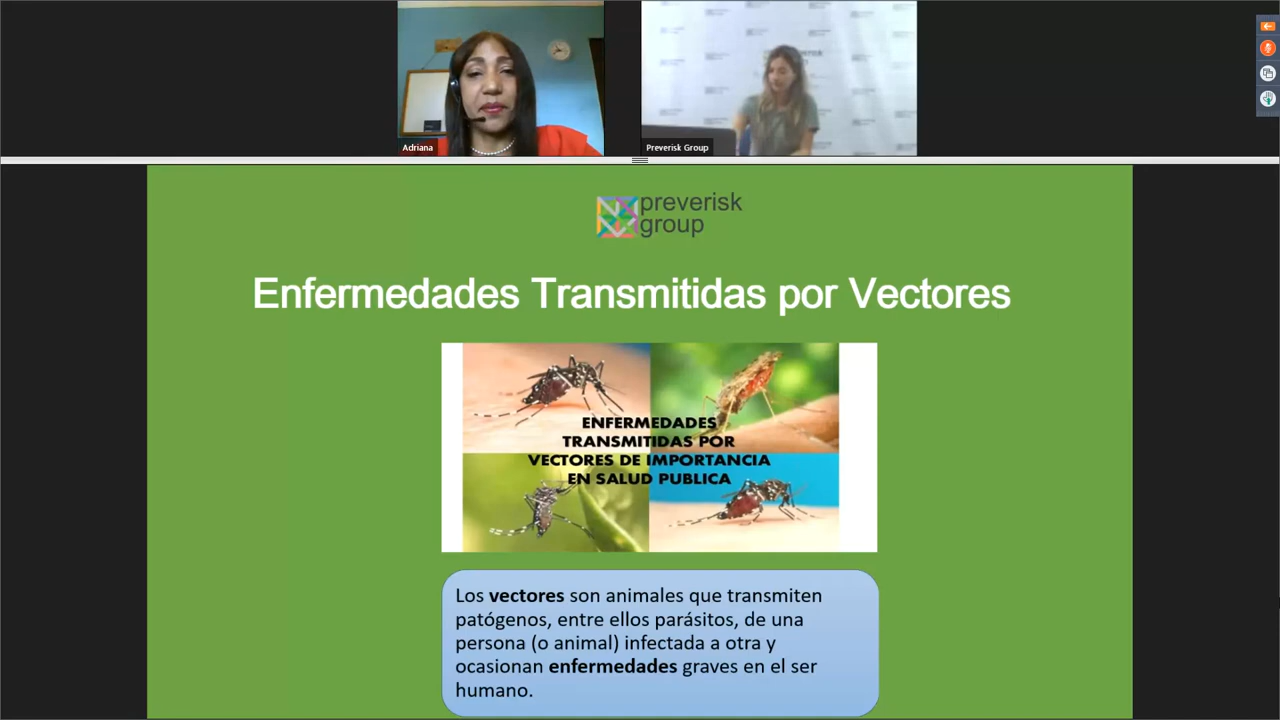 Adriana
Preverisk Group
preverisk
group
Enfermedades Transmitidas por Vectores
ENFERMEDADES
TRANSMITIDAS POR
VECTORES DE IMPORTANCIA
EN SALUD PUBLICA
Los vectores son animales que transmiten
patógenos, entre ellos parásitos, de una
persona (o animal) infectada a otra y
ocasionan enfermedades graves en el ser
humano.